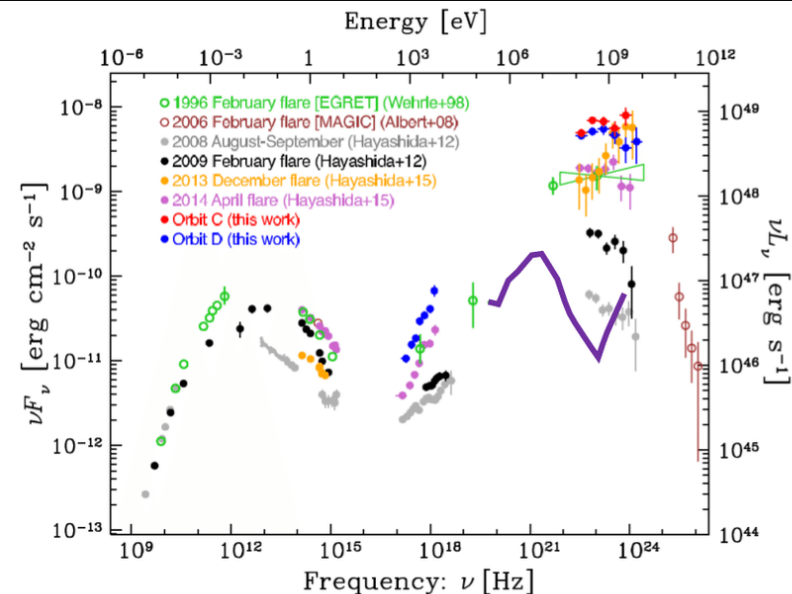 Energy [eV]
10⁻⁶ 10⁻³ 1 10³ 10⁶ 10⁹ 10¹²
1996 February flare [EGRET] (Wehrle+98)
2006 February flare [MAGIC] (Albert+08)
2008 August-September (Hayashida+12)
2009 February flare (Hayashida+12)
2013 December flare (Hayashida+15)
2014 April flare (Hayashida+15)
Orbit C (this work)
Orbit D (this work)
νFν [erg cm⁻² s⁻¹]
10⁻⁸
10⁻⁹
10⁻¹⁰
10⁻¹¹
10⁻¹²
10⁻¹³
νLν [erg s⁻¹]
10⁴⁹
10⁴⁸
10⁴⁷
10⁴⁶
10⁴⁵
10⁴⁴
10⁹ 10¹² 10¹⁵ 10¹⁸ 10²¹ 10²⁴
Frequency: ν [Hz]